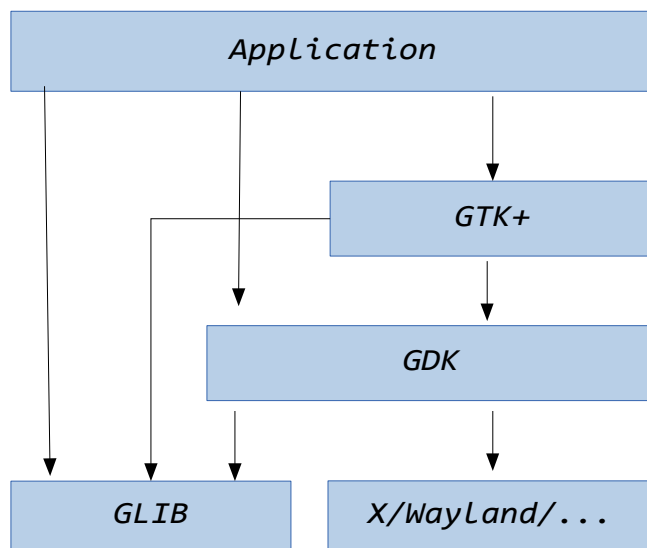 Application
GTK+
GDK
GLIB
X/Wayland/...